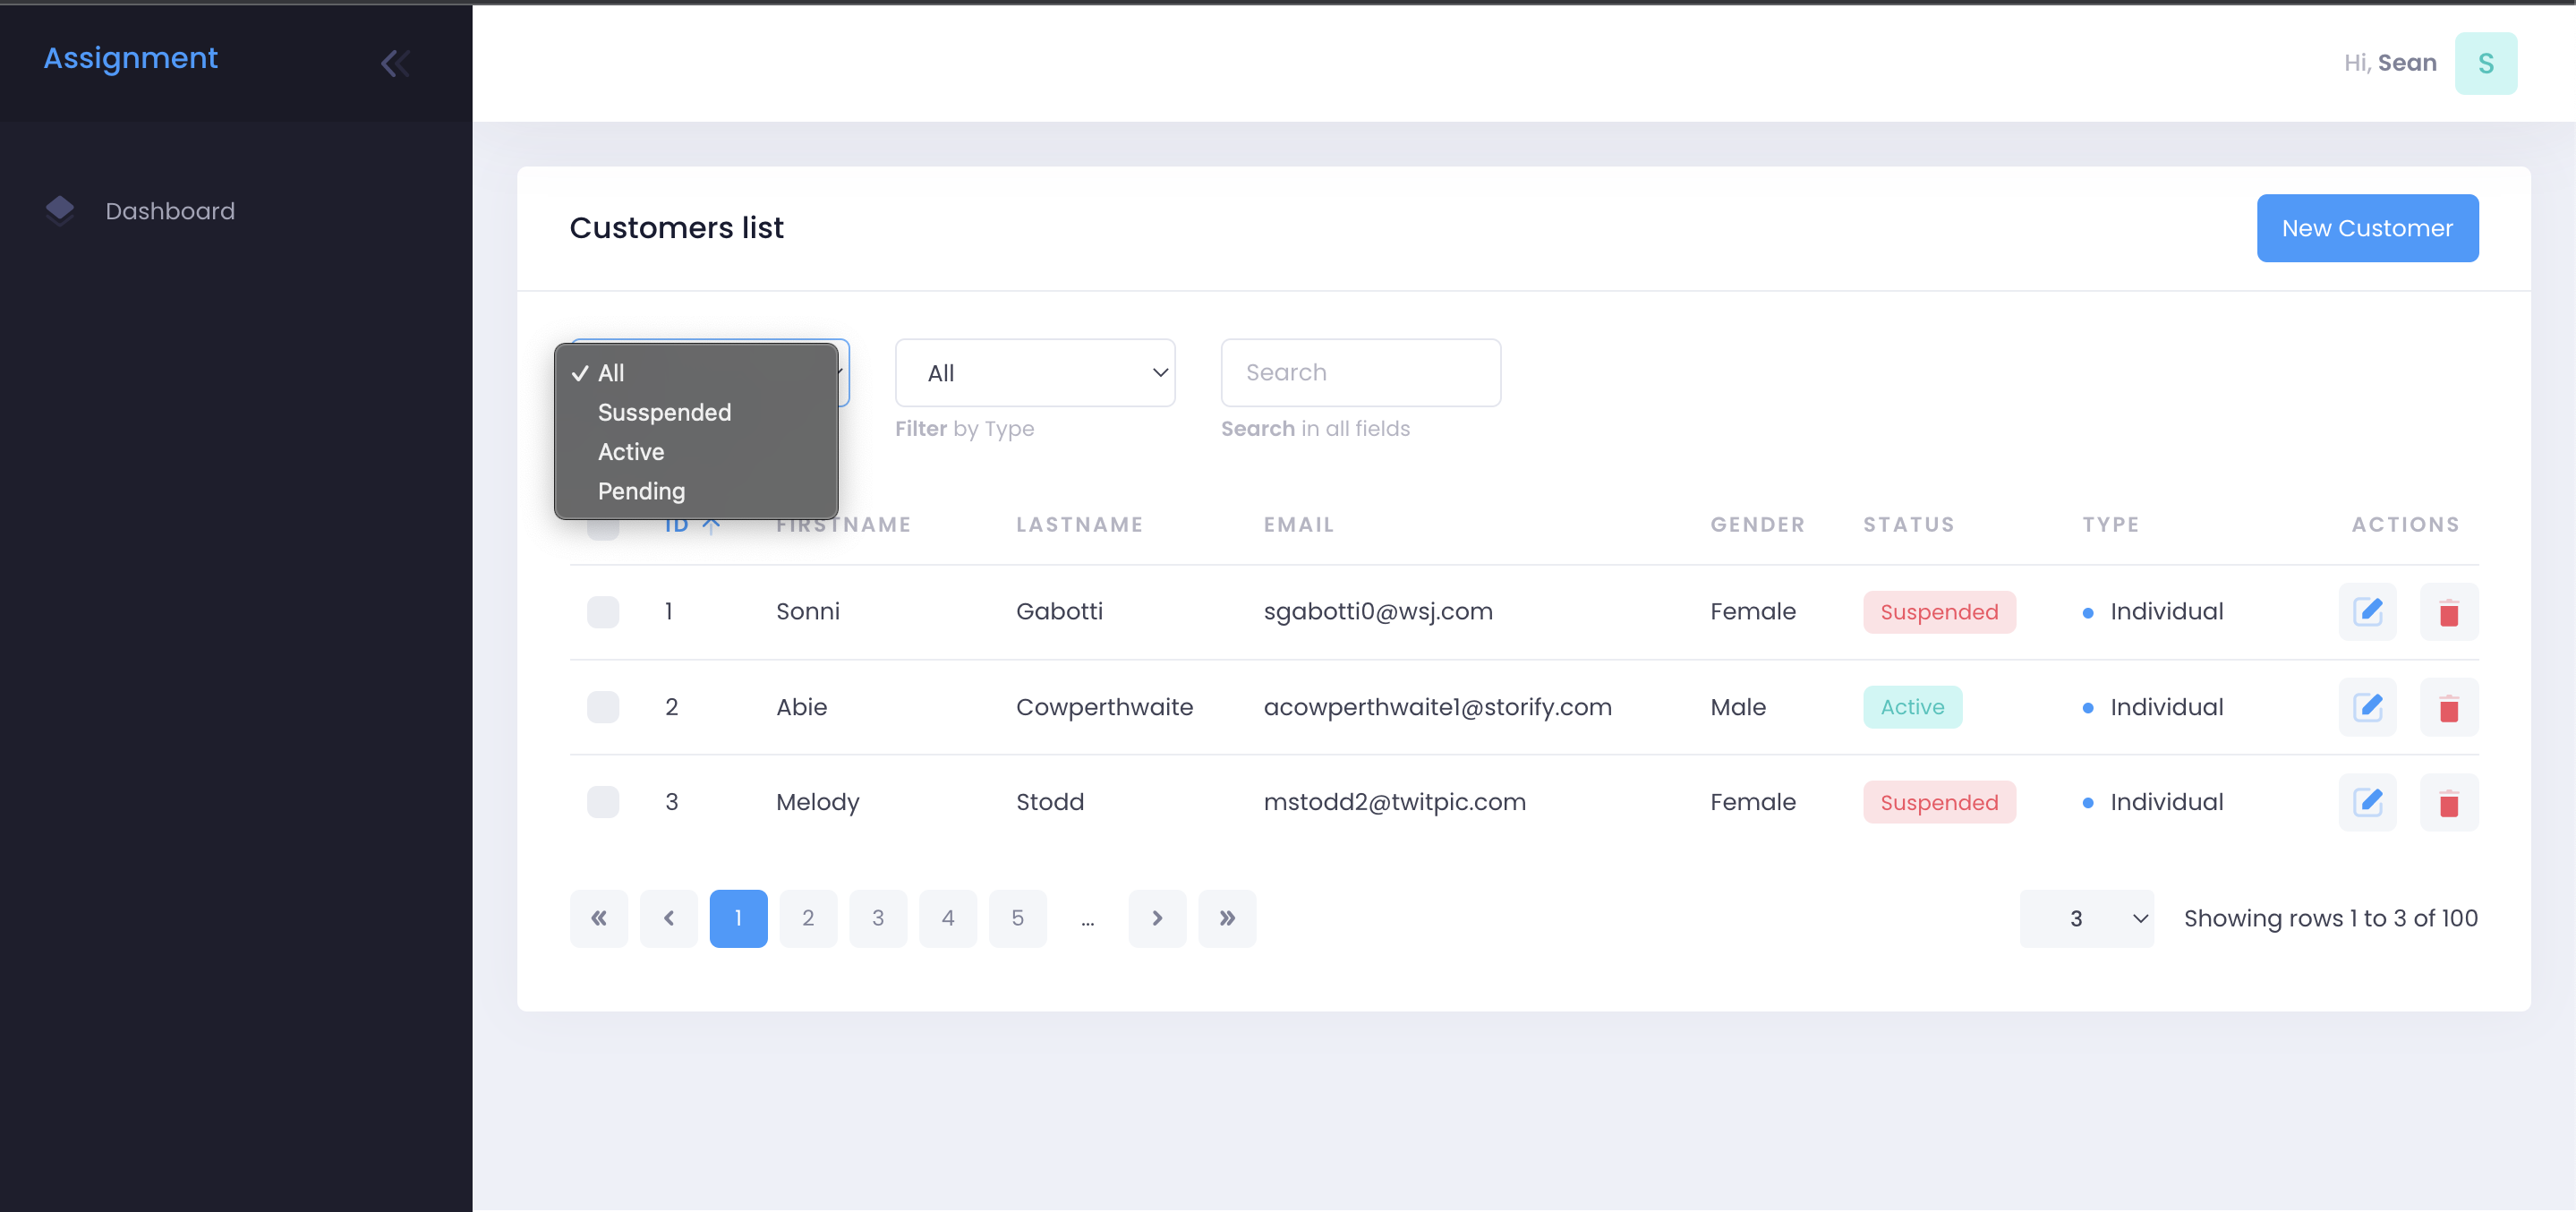 Assignment
Hi, Sean S
Dashboard
Customers list
New Customer
All
Susspended
Active
Pending
All
Filter by Type
Search
Search in all fields
ID FIRSTNAME LASTNAME EMAIL GENDER STATUS TYPE ACTIONS
1 Sonni Gabotti sgabotti0@wsj.com Female Suspended Individual
2 Abie Cowperthwaite acowperthwaite1@storify.com Male Active Individual
3 Melody Stodd mstodd2@twitpic.com Female Suspended Individual
« ‹ 1 2 3 4 5 ... › »
3 Showing rows 1 to 3 of 100